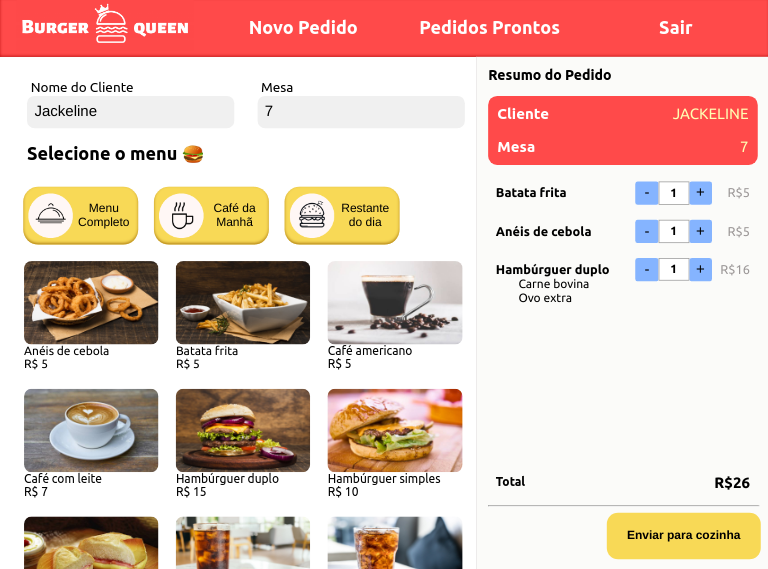 BURGER QUEEN
Novo Pedido
Pedidos Prontos
Sair
Nome do Cliente
Jackeline
Mesa
7
Selecione o menu
Menu
Completo
Café da
Manhã
Restante
do dia
Anéis de cebola
R$ 5
Batata frita
R$ 5
Café americano
R$ 5
Café com leite
R$ 7
Hambúrguer duplo
R$ 15
Hambúrguer simples
R$ 10
Resumo do Pedido
Cliente JACKELINE
Mesa 7
Batata frita - 1 + R$5
Anéis de cebola - 1 + R$5
Hambúrguer duplo - 1 + R$16
Carne bovina
Ovo extra
Total R$26
Enviar para cozinha